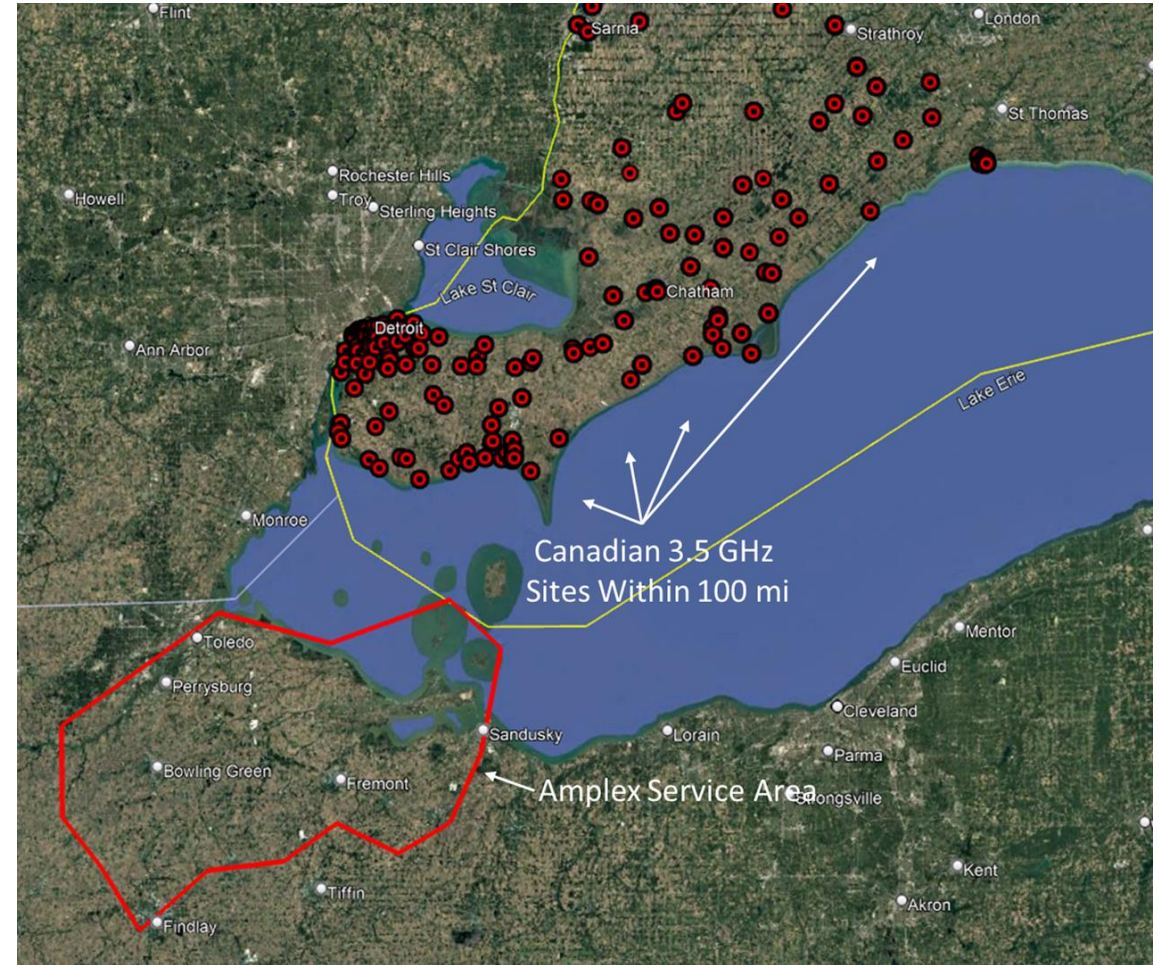 Flint
London
Sarnia
Strathroy
St Thomas
Rochester Hills
Howell
Troy
Sterling Heights
St Clair Shores
Lake St Clair
Chatham
Detroit
Ann Arbor
Lake Erie
Monroe
Canadian 3.5 GHz
Sites Within 100 mi
Toledo
Mentor
Euclid
Perrysburg
Cleveland
Sandusky
Lorain
Parma
Bowling Green
Fremont
Amplex Service Area
Strongsville
Kent
Tiffin
Akron
Findlay